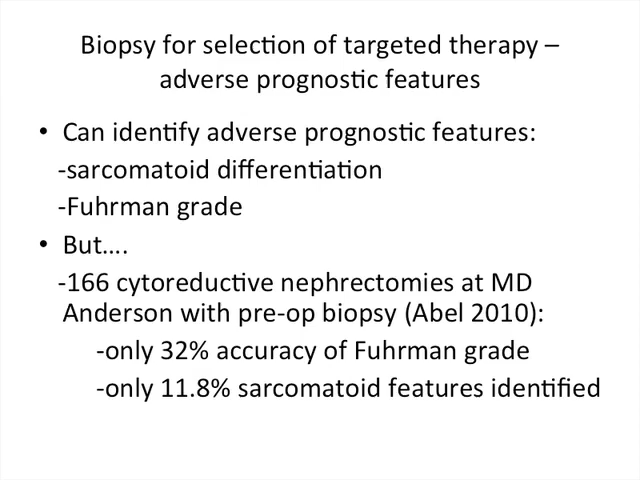 Biopsy for selection of targeted therapy –
adverse prognostic features
• Can identify adverse prognostic features:
-sarcomatoid differentiation
-Fuhrman grade
• But….
-166 cytoreductive nephrectomies at MD
Anderson with pre-op biopsy (Abel 2010):
-only 32% accuracy of Fuhrman grade
-only 11.8% sarcomatoid features identified